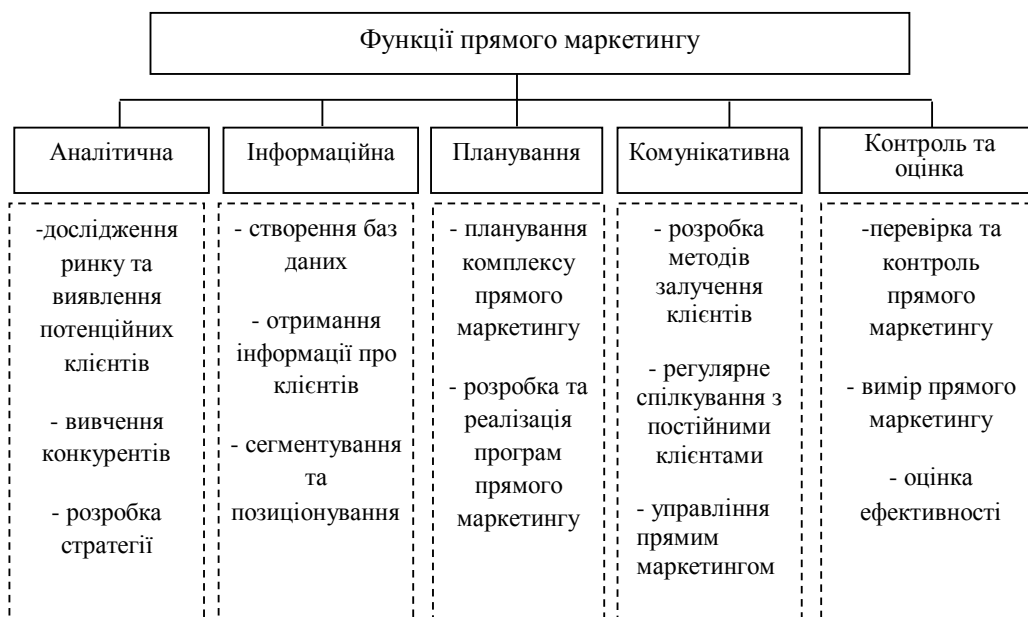 Функції прямого маркетингу
Аналітична
Інформаційна
Планування
Комунікативна
Контроль та
оцінка
-дослідження
ринку та
виявлення
потенційних
клієнтів
- вивчення
конкурентів
- розробка
стратегії
- створення баз
даних
- отримання
інформації про
клієнтів
- сегментування
та
позиціонування
- планування
комплексу
прямого
маркетингу
- розробка та
реалізація
програм
прямого
маркетингу
- розробка
методів
залучення
клієнтів
- регулярне
спілкування з
постійними
клієнтами
- управління
прямим
маркетингом
-перевірка та
контроль
прямого
маркетингу
- вимір прямого
маркетингу
- оцінка
ефективності